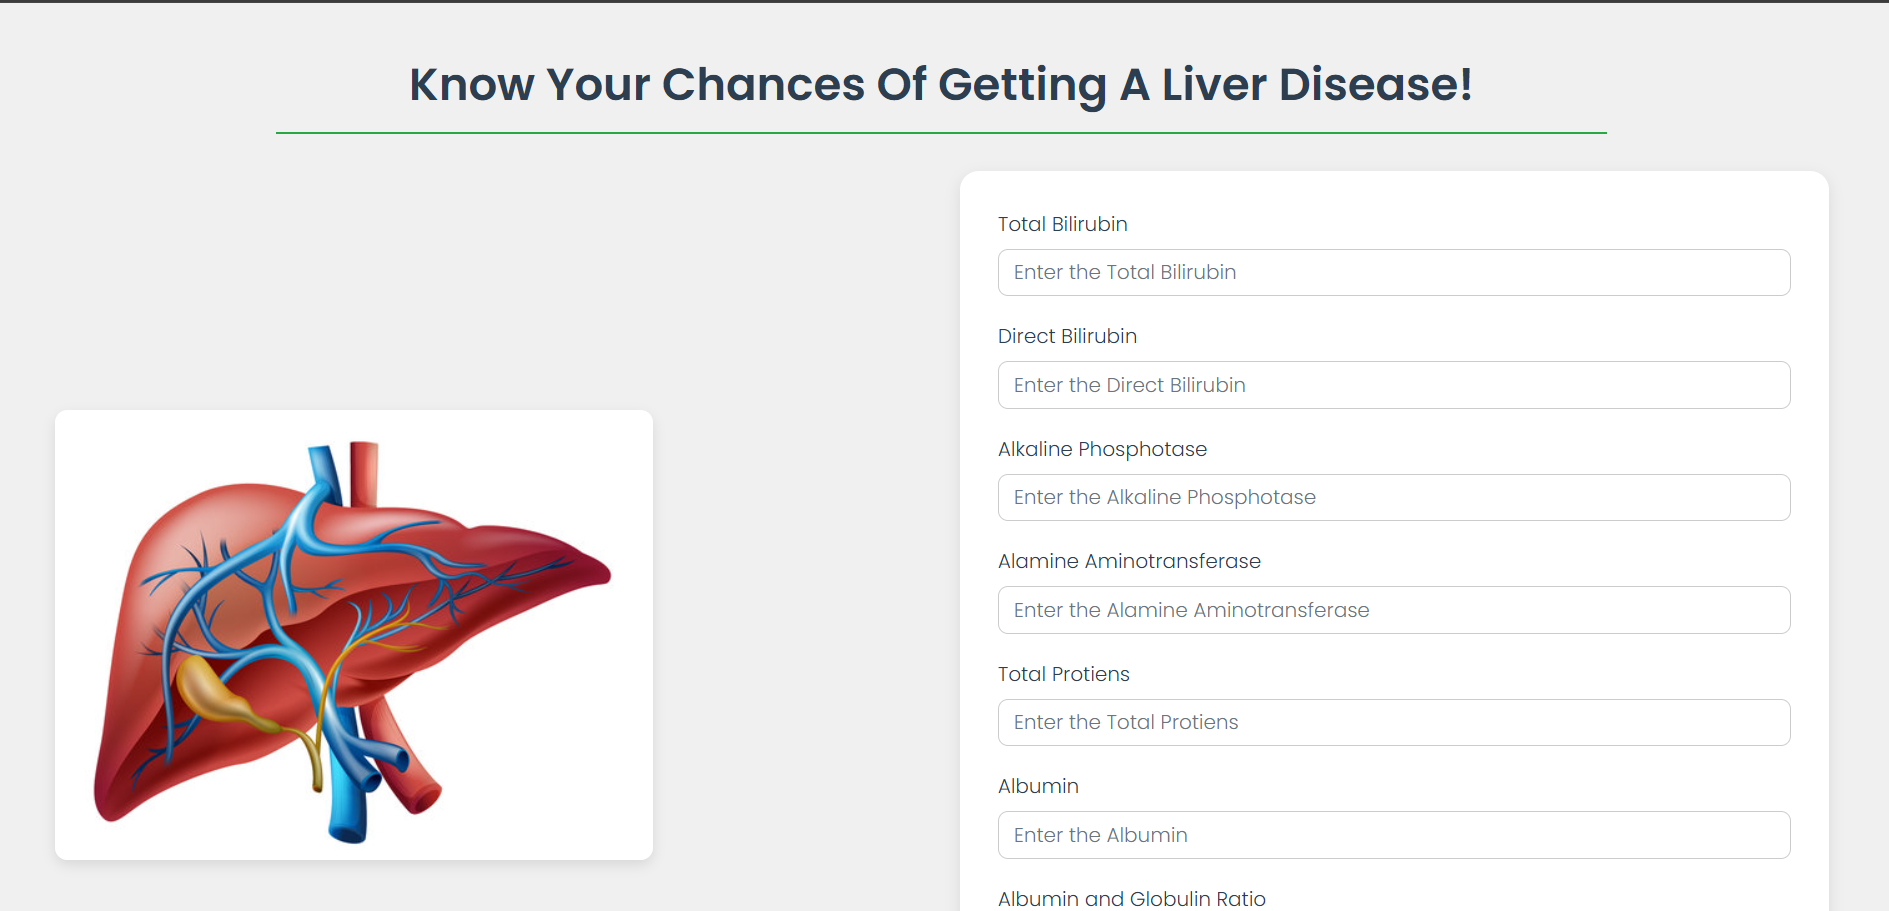 Know Your Chances Of Getting A Liver Disease!
Total Bilirubin
Enter the Total Bilirubin
Direct Bilirubin
Enter the Direct Bilirubin
Alkaline Phosphotase
Enter the Alkaline Phosphotase
Alamine Aminotransferase
Enter the Alamine Aminotransferase
Total Protiens
Enter the Total Protiens
Albumin
Enter the Albumin
Albumin and Globulin Ratio